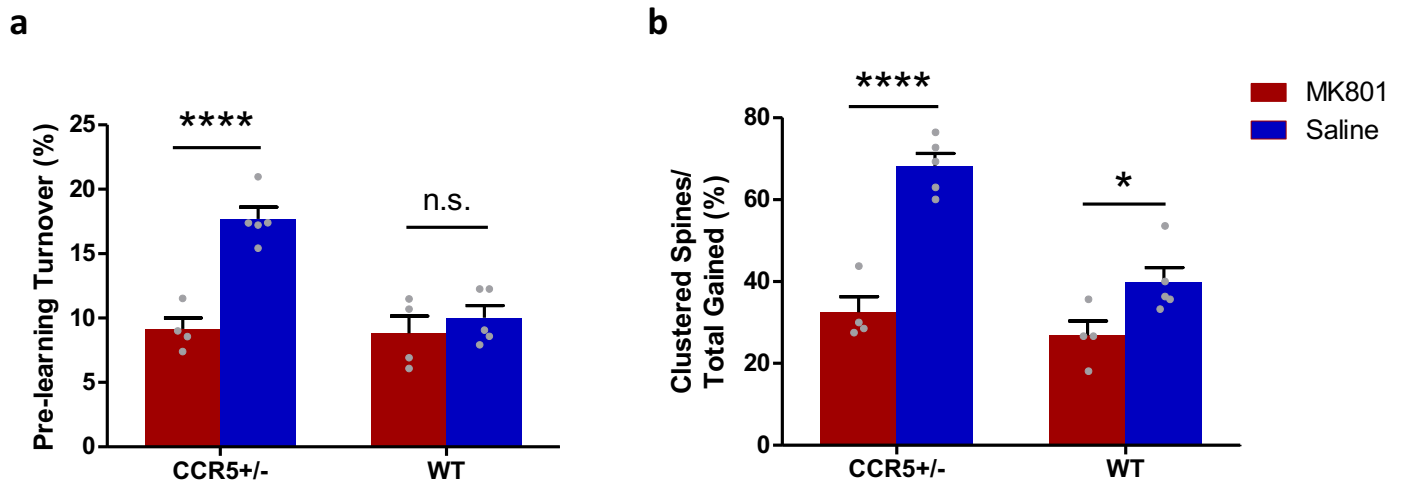 a
Pre-learning Turnover (%)
25
20
15
10
5
0
****
n.s.
CCR5+/-
WT
b
Clustered Spines/
Total Gained (%)
80
60
40
20
0
****
*
CCR5+/-
WT
MK801
Saline